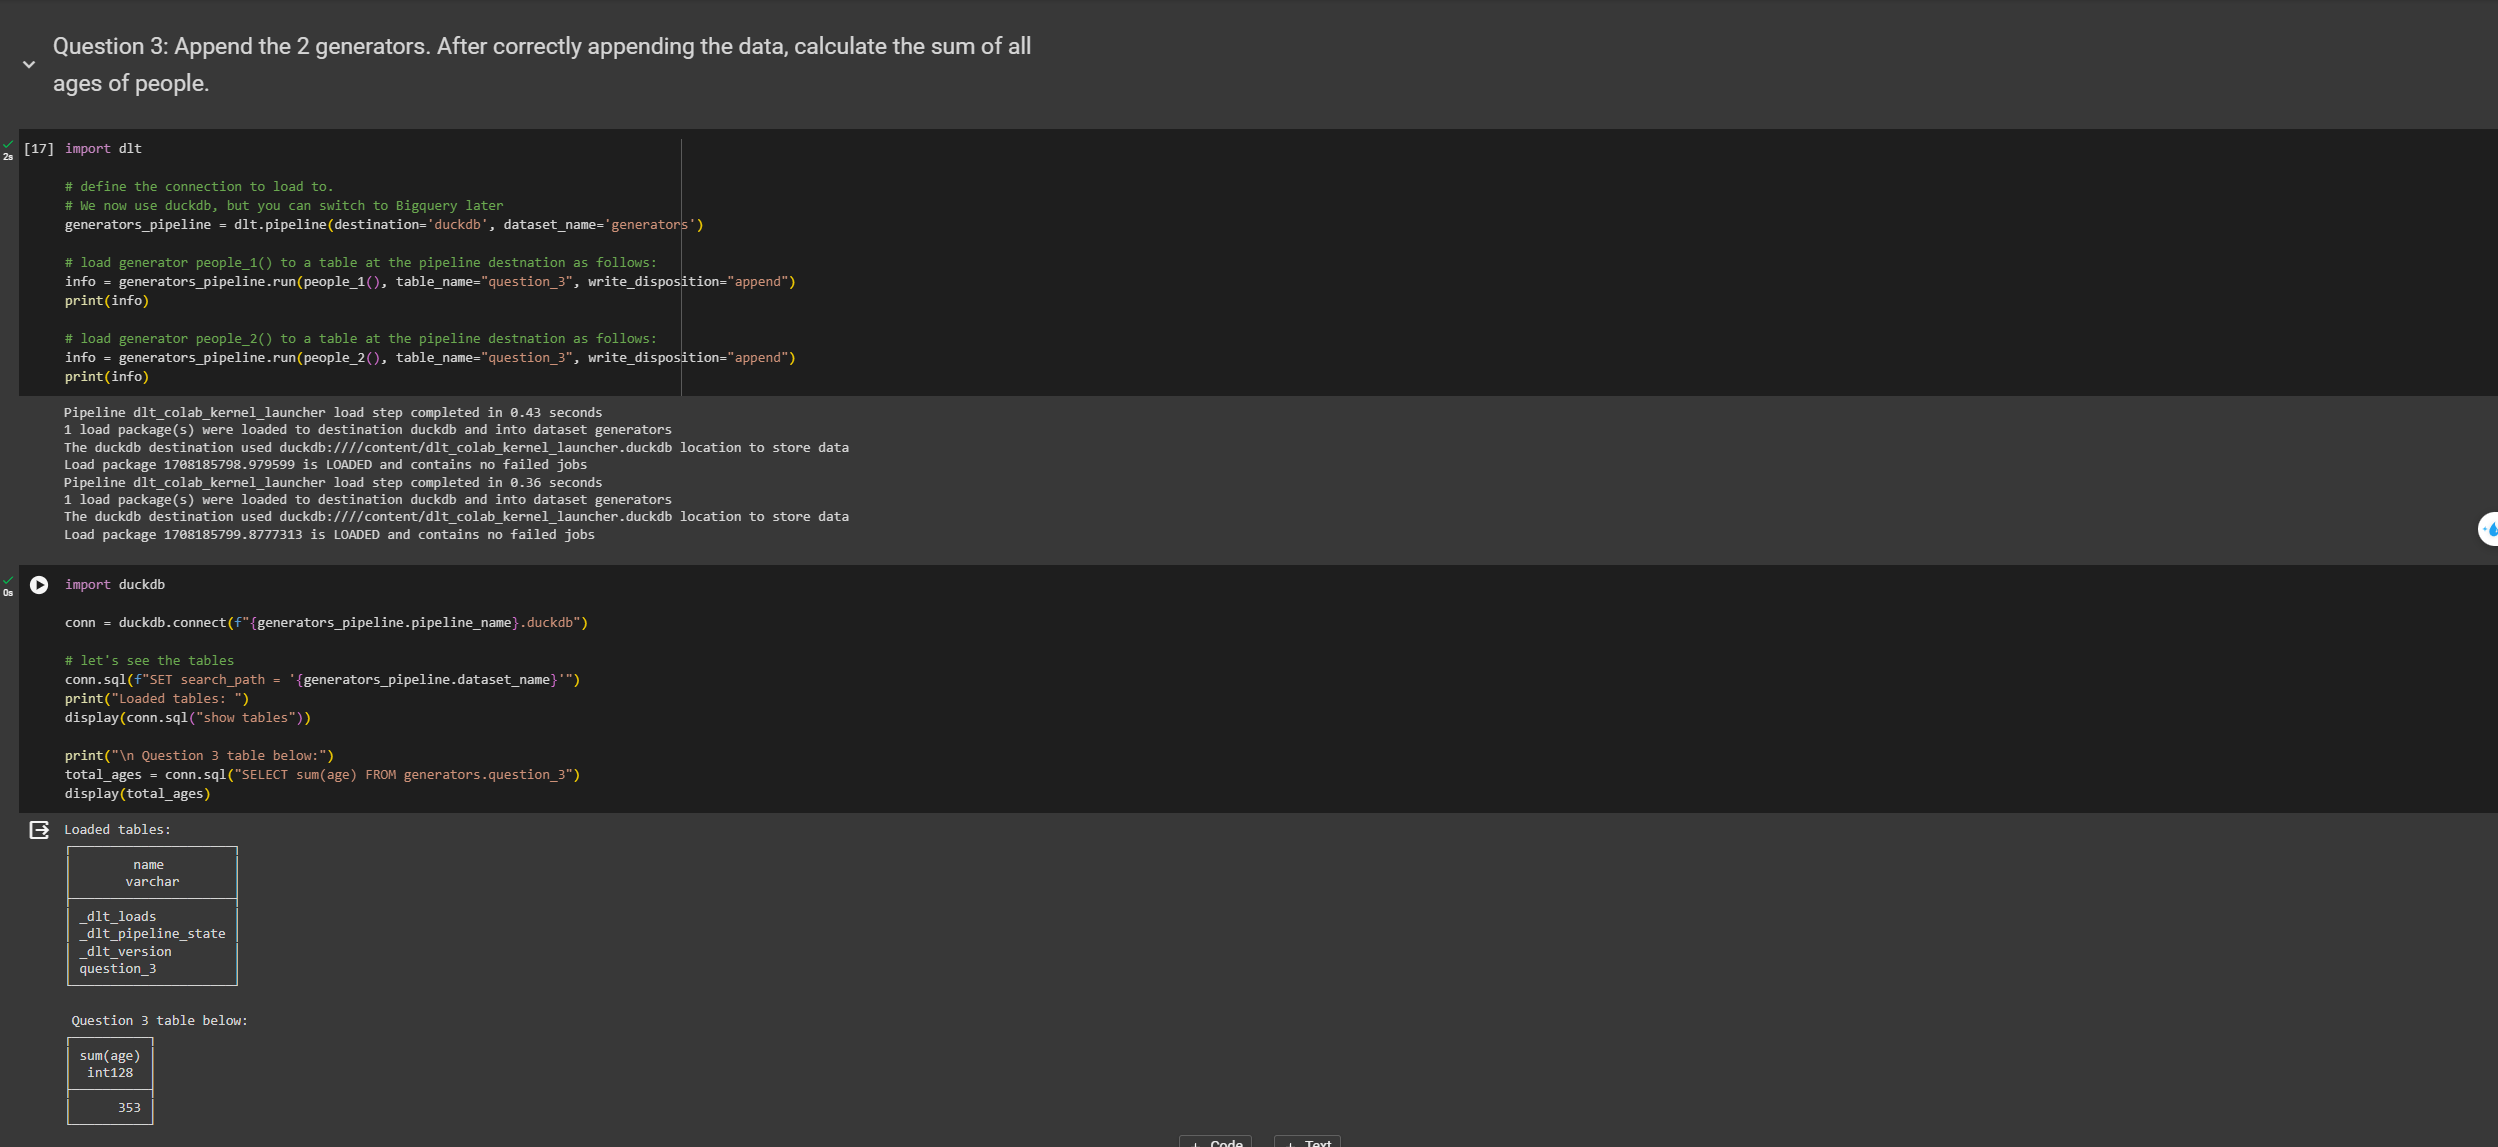 Question 3: Append the 2 generators. After correctly appending the data, calculate the sum of all
ages of people.
2s
[17] import dlt
# define the connection to load to.
# We now use duckdb, but you can switch to Bigquery later
generators_pipeline = dlt.pipeline(destination='duckdb', dataset_name='generators')
# load generator people_1() to a table at the pipeline destnation as follows:
info = generators_pipeline.run(people_1(), table_name="question_3", write_disposition="append")
print(info)
# load generator people_2() to a table at the pipeline destnation as follows:
info = generators_pipeline.run(people_2(), table_name="question_3", write_disposition="append")
print(info)
Pipeline dlt_colab_kernel_launcher load step completed in 0.43 seconds
1 load package(s) were loaded to destination duckdb and into dataset generators
The duckdb destination used duckdb:////content/dlt_colab_kernel_launcher.duckdb location to store data
Load package 1708185798.979599 is LOADED and contains no failed jobs
Pipeline dlt_colab_kernel_launcher load step completed in 0.36 seconds
1 load package(s) were loaded to destination duckdb and into dataset generators
The duckdb destination used duckdb:////content/dlt_colab_kernel_launcher.duckdb location to store data
Load package 1708185799.8777313 is LOADED and contains no failed jobs
0s
import duckdb
conn = duckdb.connect(f"{generators_pipeline.pipeline_name}.duckdb")
# let's see the tables
conn.sql(f"SET search_path = '{generators_pipeline.dataset_name}'")
print("Loaded tables: ")
display(conn.sql("show tables"))
print("\n Question 3 table below:")
total_ages = conn.sql("SELECT sum(age) FROM generators.question_3")
display(total_ages)
Loaded tables:
name
varchar
_dlt_loads
_dlt_pipeline_state
_dlt_version
question_3
Question 3 table below:
sum(age)
int128
353
+ Code + Text